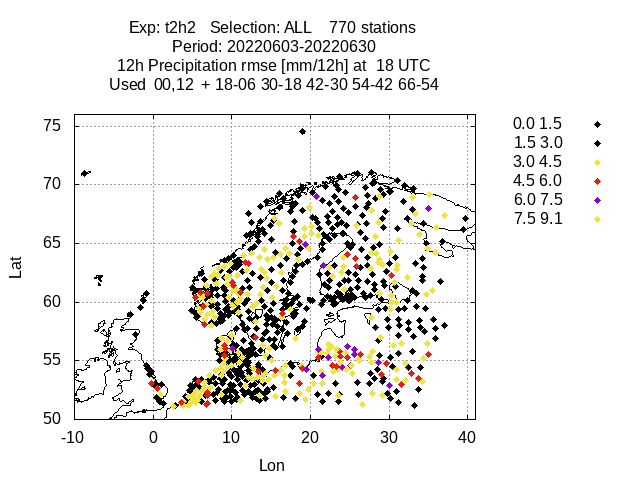 Exp: t2h2 Selection: ALL 770 stations
Period: 20220603-20220630
12h Precipitation rmse [mm/12h] at 18 UTC
Used 00,12 + 18-06 30-18 42-30 54-42 66-54
0.0 1.5
1.5 3.0
3.0 4.5
4.5 6.0
6.0 7.5
7.5 9.1
75
70
65
60
55
50
Lat
-10 0 10 20 30 40
Lon